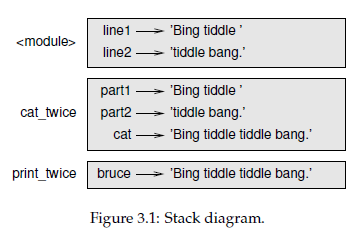 <module>
line1 → 'Bing tiddle '
line2 → 'tiddle bang.'
cat_twice
part1 → 'Bing tiddle '
part2 → 'tiddle bang.'
cat → 'Bing tiddle tiddle bang.'
print_twice
bruce → 'Bing tiddle tiddle bang.'
Figure 3.1: Stack diagram.